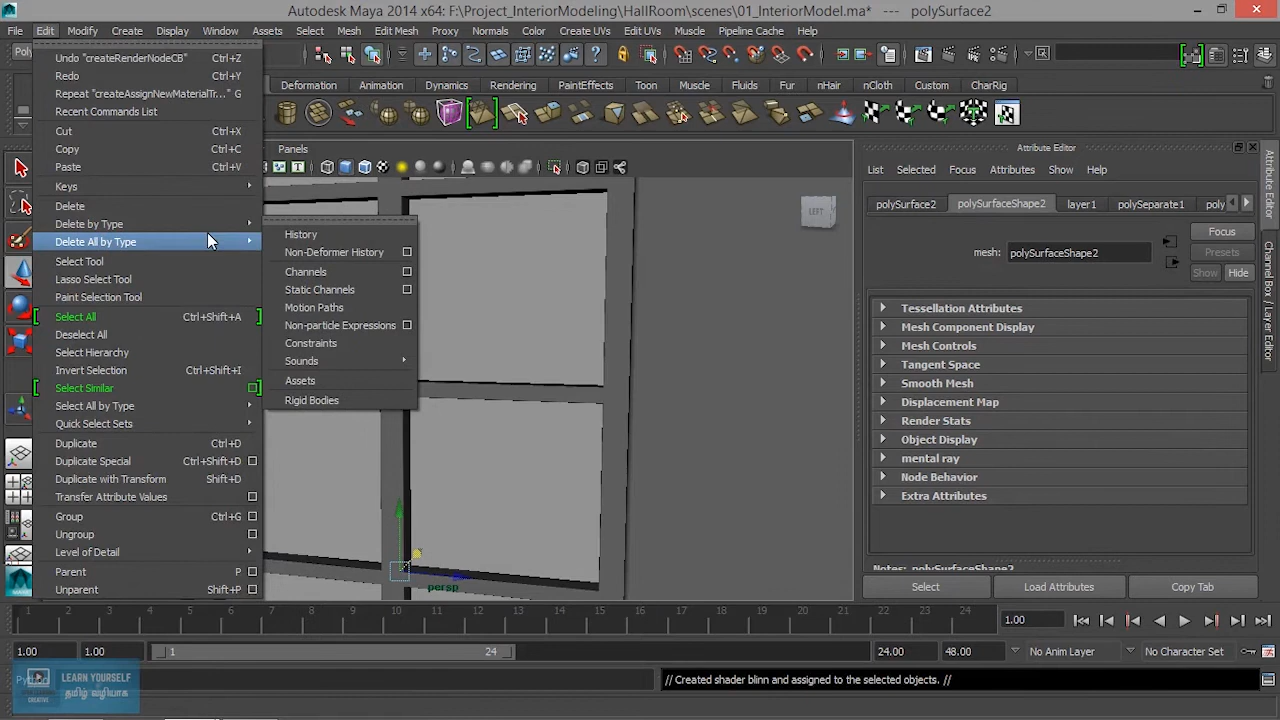 Autodesk Maya 2014 x64: F:\Project_InteriorModeling\HallRoom\scenes\01_InteriorModel.ma* --- polySurface2
File Edit Modify Create Display Window Assets Select Mesh Edit Mesh Proxy Normals Color Create UVs Edit UVs Muscle Pipeline Cache Help
Undo "createRenderNodeCB" Ctrl+Z
Redo Ctrl+Y
Repeat "createAssignNewMaterialTr..." G
Recent Commands List
Cut Ctrl+X
Copy Ctrl+C
Paste Ctrl+V
Keys
Delete
Delete by Type
Delete All by Type
Select Tool
Lasso Select Tool
Paint Selection Tool
Select All Ctrl+Shift+A
Deselect All
Select Hierarchy
Invert Selection Ctrl+Shift+I
Select Similar
Select All by Type
Quick Select Sets
Duplicate Ctrl+D
Duplicate Special Ctrl+Shift+D
Duplicate with Transform Shift+D
Transfer Attribute Values
Group Ctrl+G
Ungroup
Level of Detail
Parent P
Unparent Shift+P
History
Non-Deformer History
Channels
Static Channels
Motion Paths
Non-particle Expressions
Constraints
Sounds
Assets
Rigid Bodies
Deformation Animation Dynamics Rendering PaintEffects Toon Muscle Fluids Fur nHair nCloth Custom CharRig
Panels
LEFT
persp
Attribute Editor
List Selected Focus Attributes Show Help
polySurface2 polySurfaceShape2 layer1 polySeparate1 poly
Focus
Presets
mesh: polySurfaceShape2
Show Hide
Tessellation Attributes
Mesh Component Display
Mesh Controls
Tangent Space
Smooth Mesh
Displacement Map
Render Stats
Object Display
mental ray
Node Behavior
Extra Attributes
Notes: polySurfaceShape2
Select Load Attributes Copy Tab
Attribute Editor
Channel Box / Layer Editor
1 2 3 4 5 6 7 8 9 10 11 12 13 14 15 16 17 18 19 20 21 22 23 24
1.00
1.00 1.00 1 24 24.00 48.00 No Anim Layer No Character Set
// Created shader blinn and assigned to the selected objects. //
LEARN YOURSELF
தமிழ் வழியாக
CREATIVE